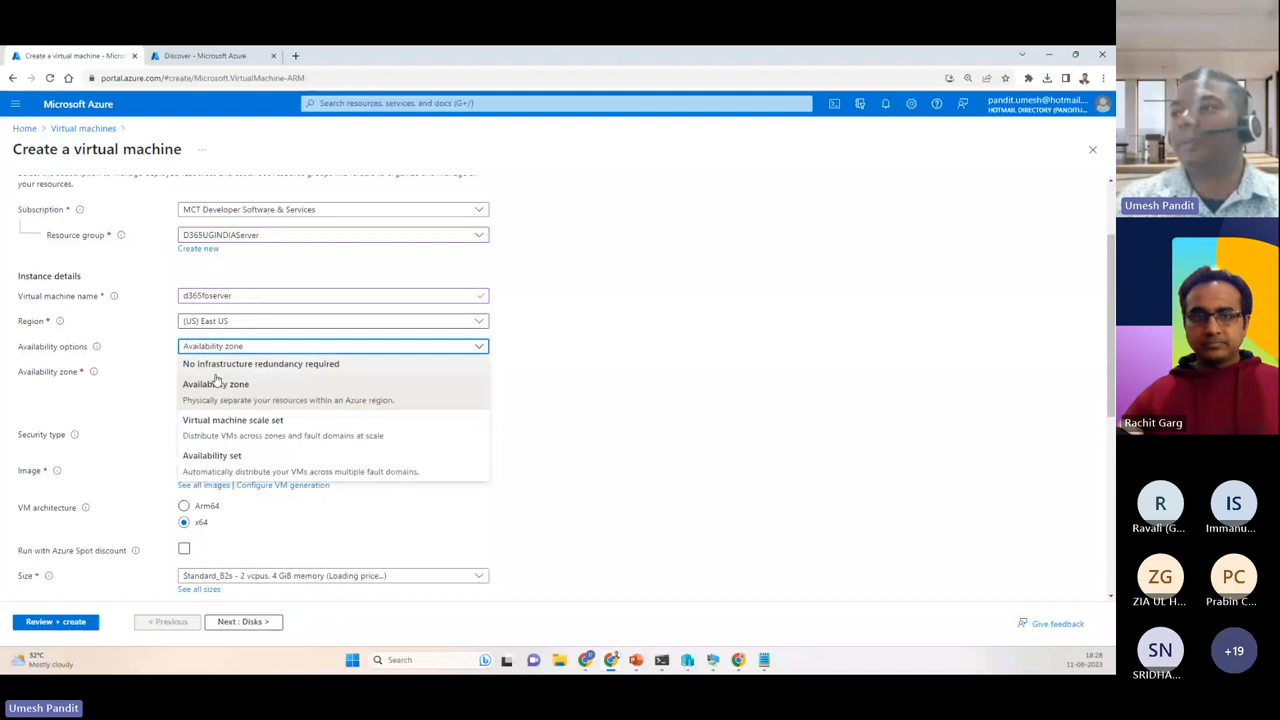 Create a virtual machine - Micros
Discover - Microsoft Azure
portal.azure.com/#create/Microsoft.VirtualMachine-ARM
Microsoft Azure
Search resources, services, and docs (G+/)
pandit.umesh@hotmail....
HOTMAIL DIRECTORY (PANDITU...
Home > Virtual machines >
Create a virtual machine ...
your resources.
Subscription *
MCT Developer Software & Services
Resource group *
D365UGINDIAServer
Create new
Instance details
Virtual machine name *
d365foserver
Region *
(US) East US
Availability options
Availability zone
No infrastructure redundancy required
Availability zone *
Availability zone
Physically separate your resources within an Azure region.
Virtual machine scale set
Distribute VMs across zones and fault domains at scale
Security type
Availability set
Automatically distribute your VMs across multiple fault domains.
Image *
See all images | Configure VM generation
VM architecture
Arm64
x64
Run with Azure Spot discount
Size *
Standard_B2s - 2 vcpus, 4 GiB memory (Loading price...)
See all sizes
Review + create
< Previous
Next : Disks >
Give feedback
32°C
Mostly cloudy
Search
18:28
11-08-2023
Umesh Pandit
Umesh Pandit
Rachit Garg
R
Ravali (G...
IS
Immanu...
ZG
ZIA UL H...
PC
Prabin C...
SN
SRIDHA...
+19